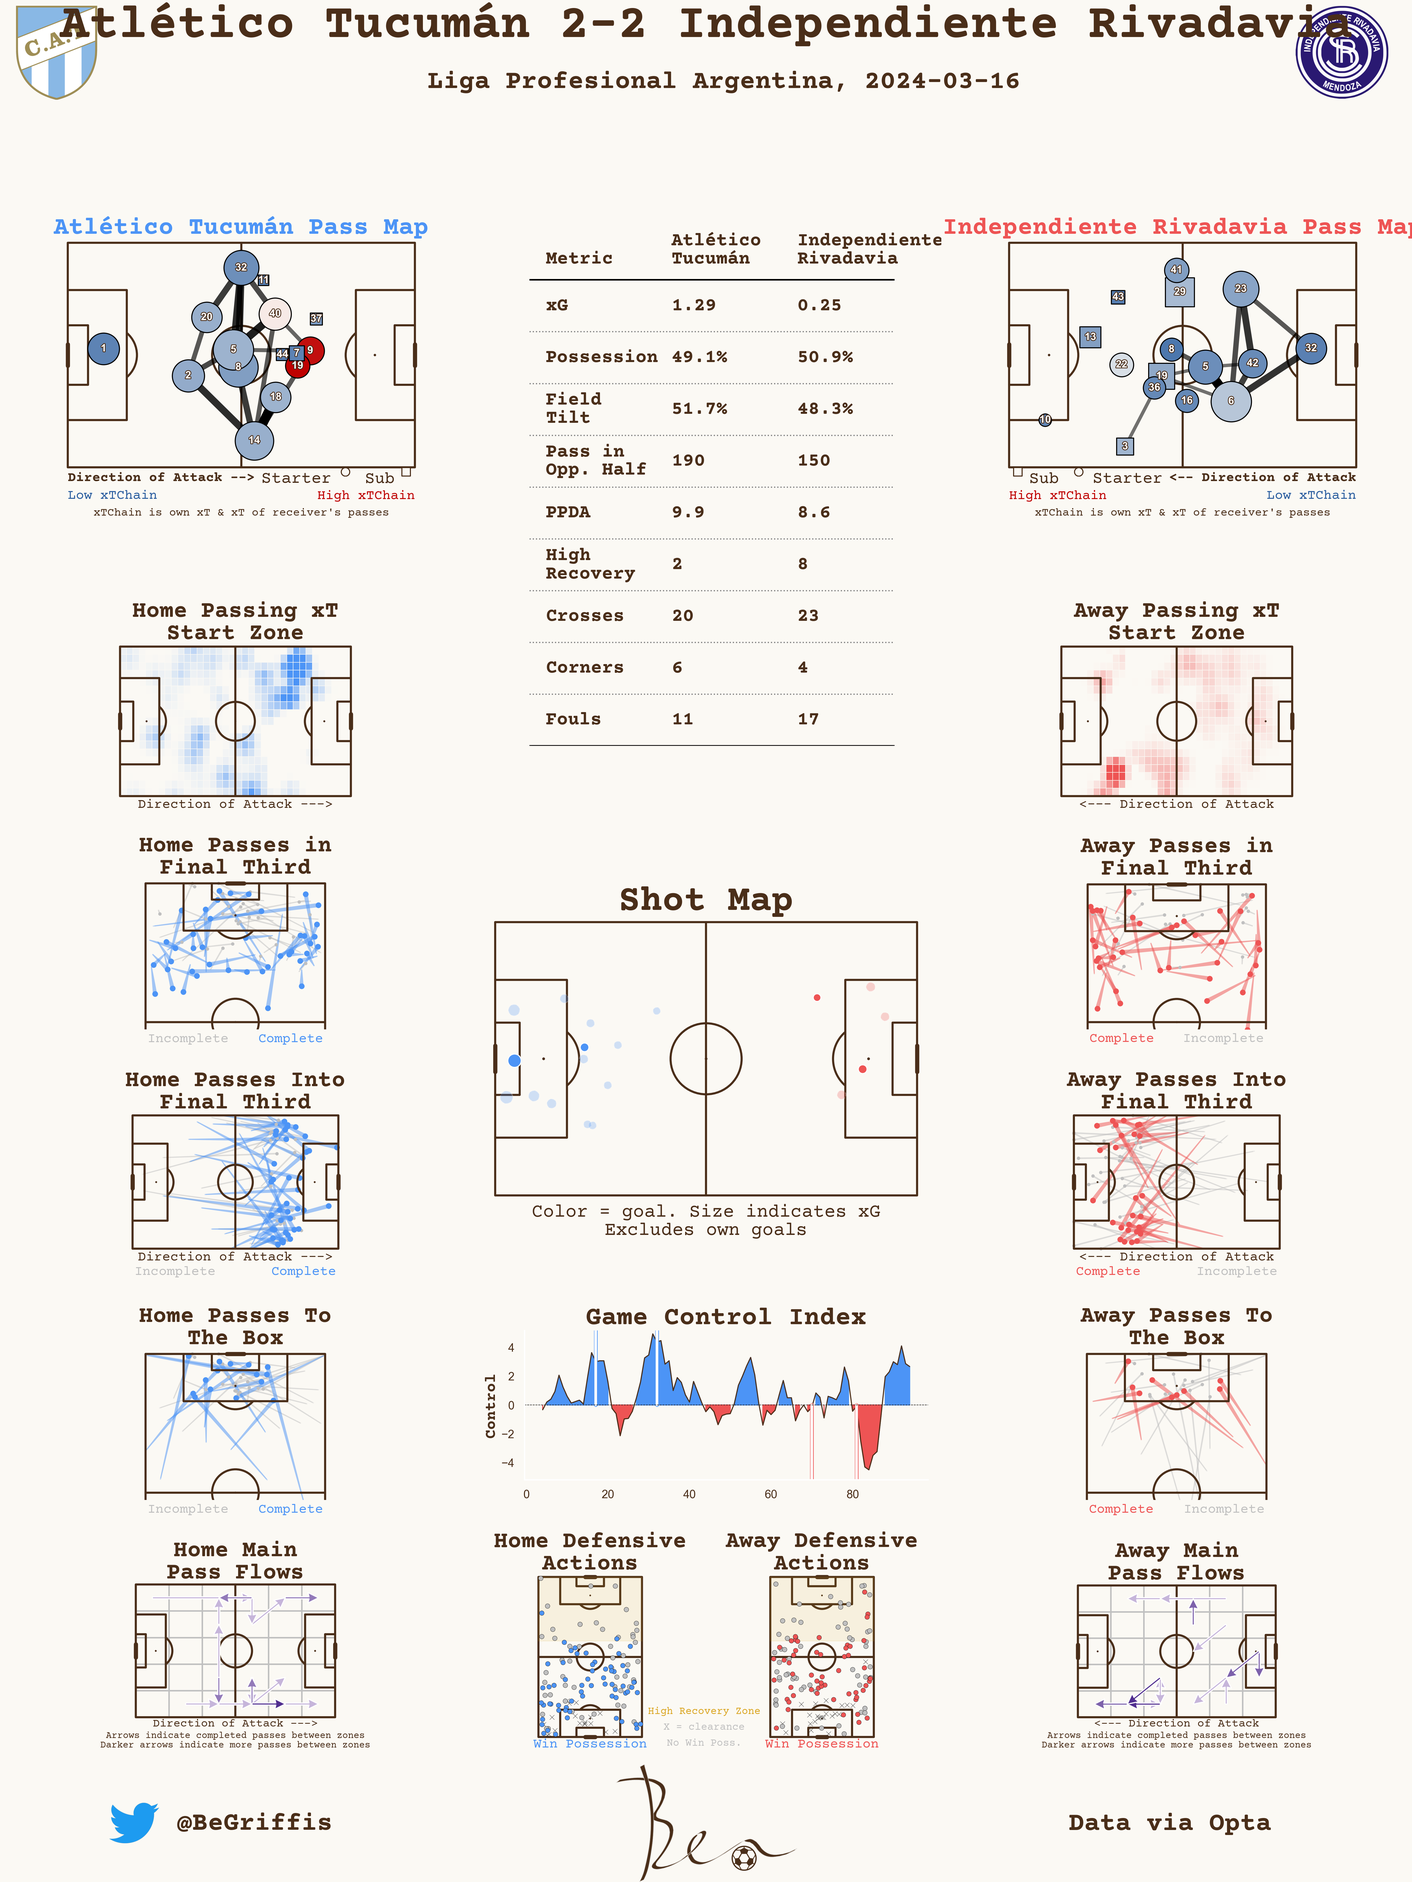 Atlético Tucumán 2-2 Independiente Rivadavia
Liga Profesional Argentina, 2024-03-16
C.A.T
INDEPENDIENTE RIVADAVIA
MENDOZA
Atlético Tucumán Pass Map
32
11
20
40
37
1
5
44
7
9
8
19
2
18
14
Direction of Attack --> Starter Sub
Low xTChain High xTChain
xTChain is own xT & xT of receiver's passes
Metric Atlético Tucumán Independiente Rivadavia
xG 1.29 0.25
Possession 49.1% 50.9%
Field Tilt 51.7% 48.3%
Pass in Opp. Half 190 150
PPDA 9.9 8.6
High Recovery 2 8
Crosses 20 23
Corners 6 4
Fouls 11 17
Independiente Rivadavia Pass Map
41
43
29
23
13
8
32
22
19
5
42
36
16
6
10
3
Sub Starter <-- Direction of Attack
High xTChain Low xTChain
xTChain is own xT & xT of receiver's passes
Home Passing xT
Start Zone
Direction of Attack --->
Away Passing xT
Start Zone
<--- Direction of Attack
Home Passes in
Final Third
Incomplete Complete
Away Passes in
Final Third
Complete Incomplete
Shot Map
Color = goal. Size indicates xG
Excludes own goals
Home Passes Into
Final Third
Direction of Attack --->
Incomplete Complete
Away Passes Into
Final Third
<--- Direction of Attack
Complete Incomplete
Home Passes To
The Box
Incomplete Complete
Game Control Index
Control
4
2
0
−2
−4
0 20 40 60 80
Away Passes To
The Box
Complete Incomplete
Home Main
Pass Flows
Direction of Attack --->
Arrows indicate completed passes between zones
Darker arrows indicate more passes between zones
Home Defensive
Actions
Win Possession
Away Defensive
Actions
Win Possession
High Recovery Zone
X = clearance
No Win Poss.
Away Main
Pass Flows
<--- Direction of Attack
Arrows indicate completed passes between zones
Darker arrows indicate more passes between zones
@BeGriffis
Ben
Data via Opta